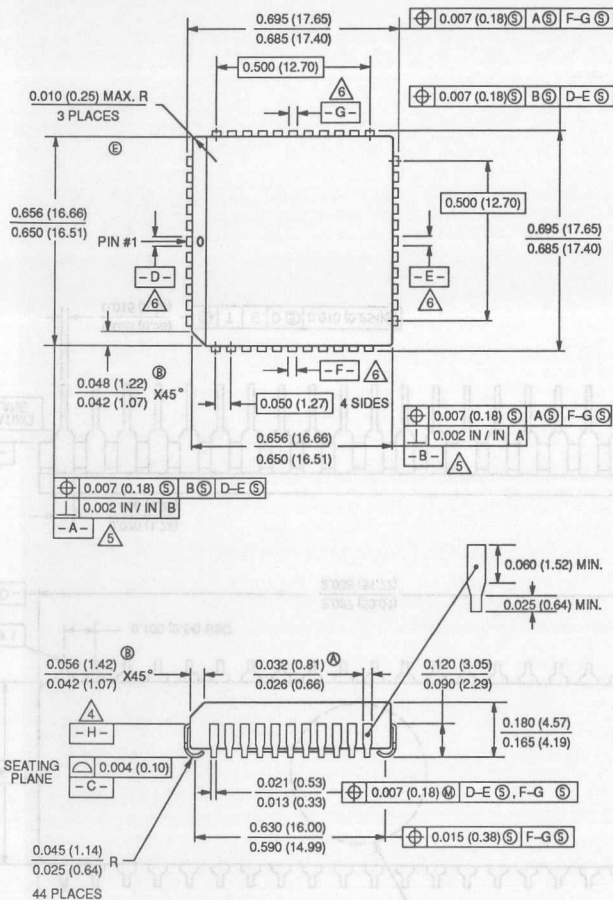 0.695 (17.65)
0.685 (17.40)
⌖ 0.007 (0.18) Ⓢ A Ⓢ F–G Ⓢ
0.500 (12.70)
6
–G–
⌖ 0.007 (0.18) Ⓢ B Ⓢ D–E Ⓢ
0.010 (0.25) MAX. R
3 PLACES
Ⓔ
0.656 (16.66)
0.650 (16.51)
PIN #1
–D–
6
0.500 (12.70)
0.695 (17.65)
0.685 (17.40)
–E–
6
–F–
6
0.048 (1.22)
0.042 (1.07)
Ⓑ
X45°
0.050 (1.27) 4 SIDES
0.656 (16.66)
0.650 (16.51)
⌖ 0.007 (0.18) Ⓢ A Ⓢ F–G Ⓢ
⊥ 0.002 IN / IN A
–B–
5
⌖ 0.007 (0.18) Ⓢ B Ⓢ D–E Ⓢ
⊥ 0.002 IN / IN B
–A–
5
0.060 (1.52) MIN.
0.025 (0.64) MIN.
0.056 (1.42)
0.042 (1.07)
Ⓑ
X45°
0.032 (0.81)
0.026 (0.66)
Ⓐ
0.120 (3.05)
0.090 (2.29)
4
–H–
0.180 (4.57)
0.165 (4.19)
SEATING
PLANE
⌓ 0.004 (0.10)
–C–
0.021 (0.53)
0.013 (0.33)
⌖ 0.007 (0.18) Ⓜ D–E Ⓢ, F–G Ⓢ
0.630 (16.00)
0.590 (14.99)
⌖ 0.015 (0.38) Ⓢ F–G Ⓢ
0.045 (1.14)
0.025 (0.64)
R
44 PLACES